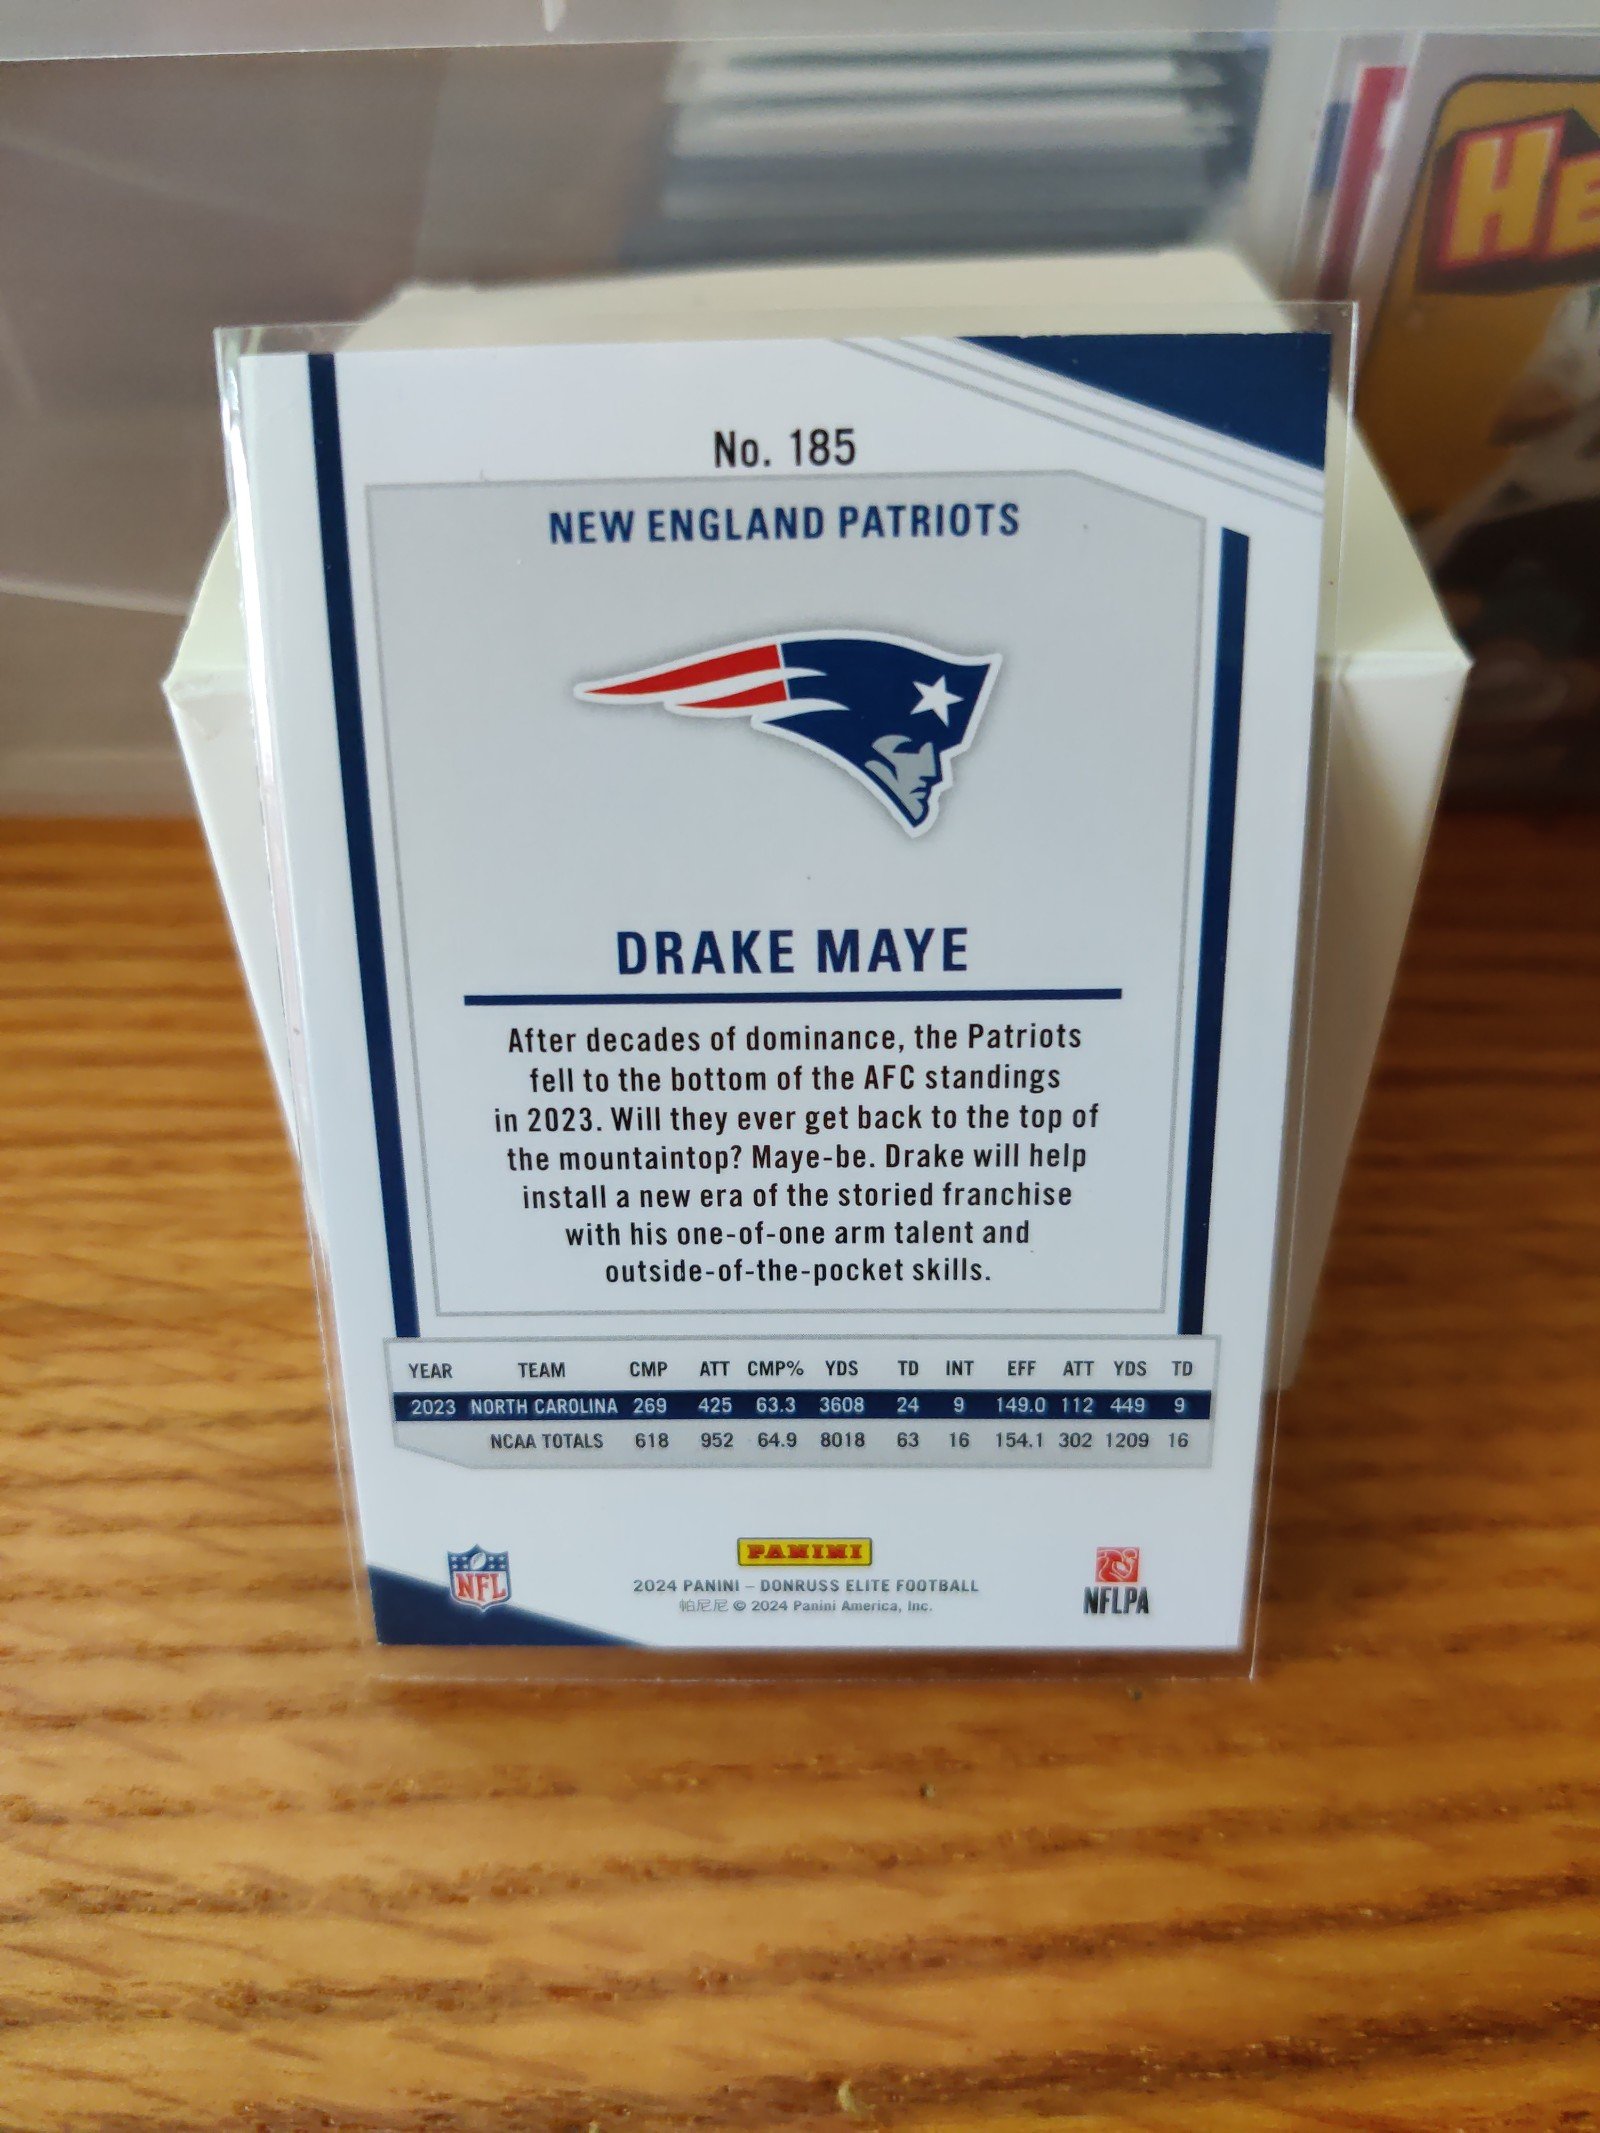 HE
No. 185
NEW ENGLAND PATRIOTS
DRAKE MAYE
After decades of dominance, the Patriots
fell to the bottom of the AFC standings
in 2023. Will they ever get back to the top of
the mountaintop? Maye-be. Drake will help
install a new era of the storied franchise
with his one-of-one arm talent and
outside-of-the-pocket skills.
YEAR TEAM CMP ATT CMP% YDS TD INT EFF ATT YDS TD
2023 NORTH CAROLINA 269 425 63.3 3608 24 9 149.0 112 449 9
NCAA TOTALS 618 952 64.9 8018 63 16 154.1 302 1209 16
NFL
PANINI
2024 PANINI – DONRUSS ELITE FOOTBALL
帕尼尼 © 2024 Panini America, Inc.
NFLPA